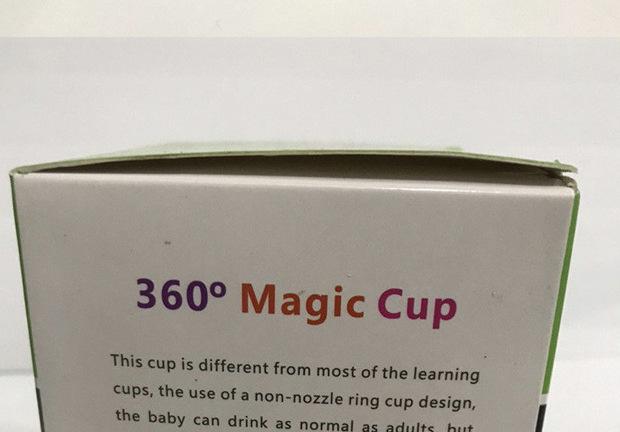 360º Magic Cup
This cup is different from most of the learning
cups, the use of a non-nozzle ring cup design,
the baby can drink as normal as adults, but